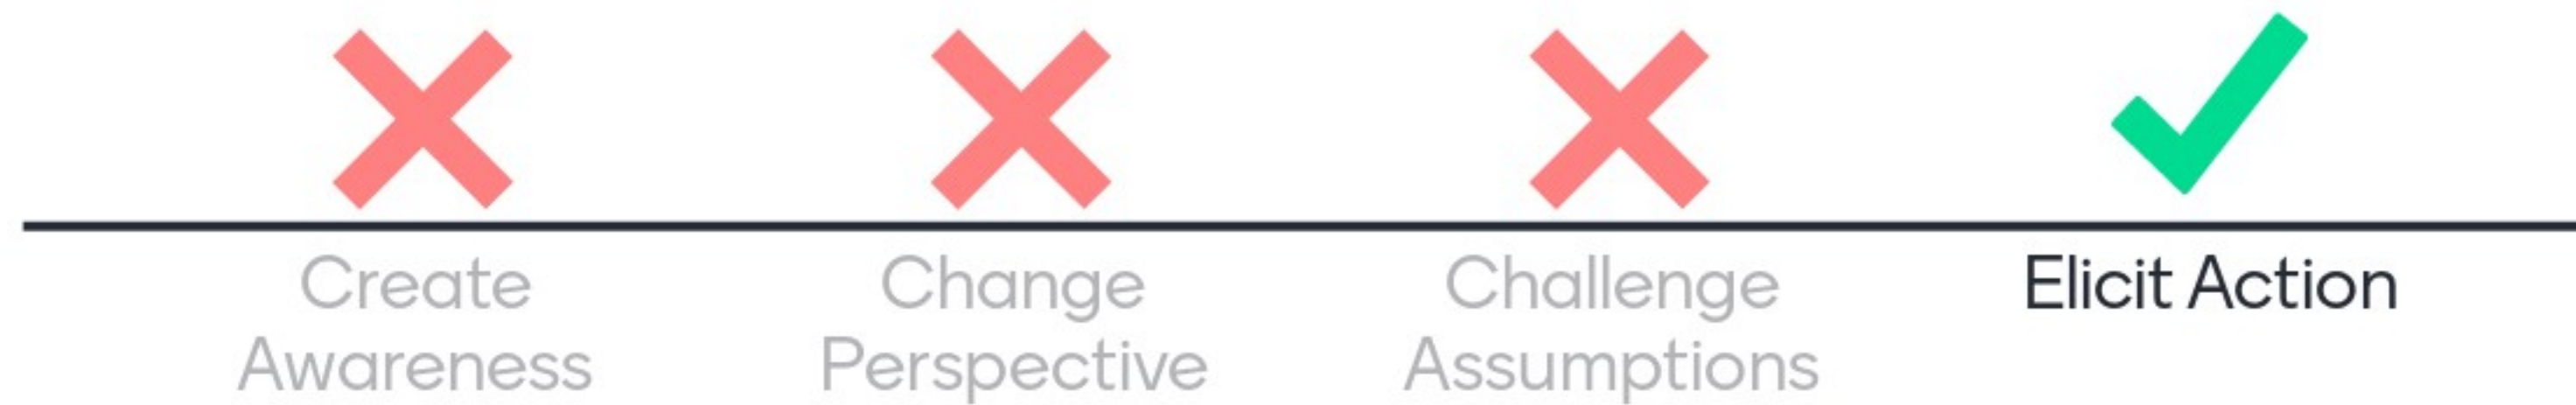 Create
Awareness
Change
Perspective
Challenge
Assumptions
Elicit Action